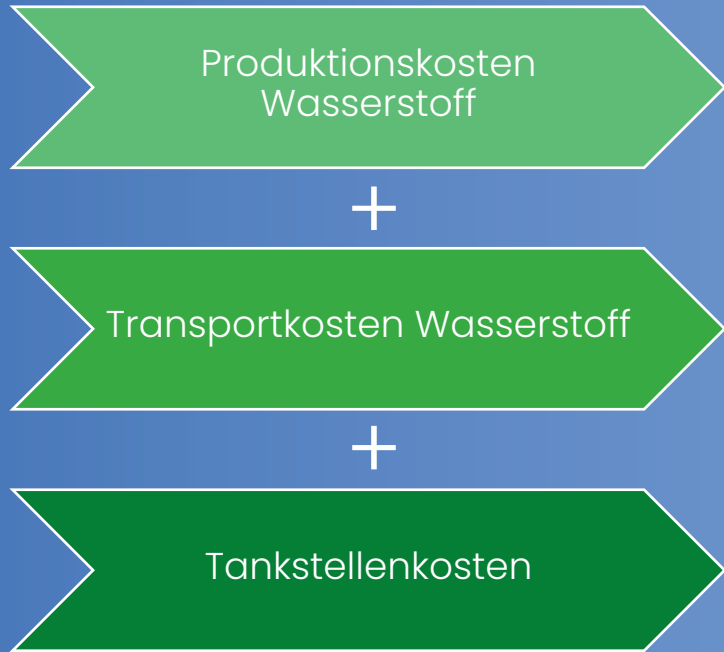 Produktionskosten
Wasserstoff
+
Transportkosten Wasserstoff
+
Tankstellenkosten